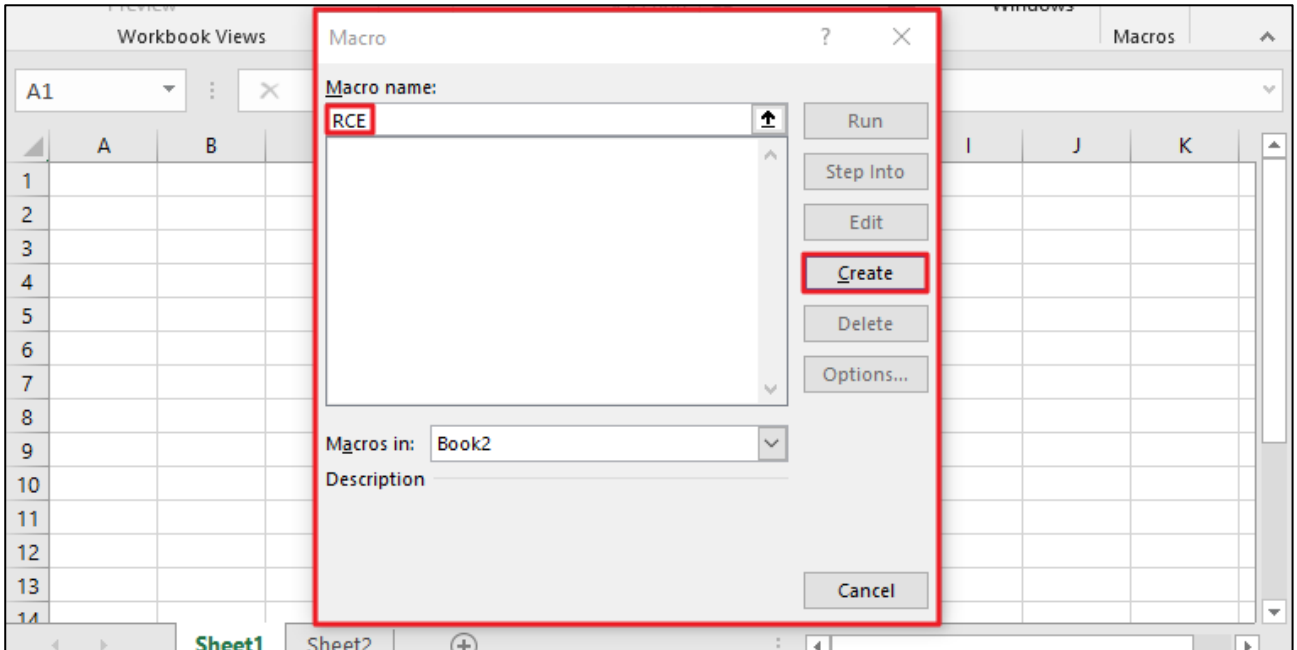 Workbook Views
Macros
Macro
?
A1
Macro name:
RCE
Run
A B I J K
Step Into
1
2
Edit
3
Create
4
5
Delete
6
Options...
7
8
Macros in: Book2
9
Description
10
11
12
13
Cancel
14
Sheet1 Sheet2